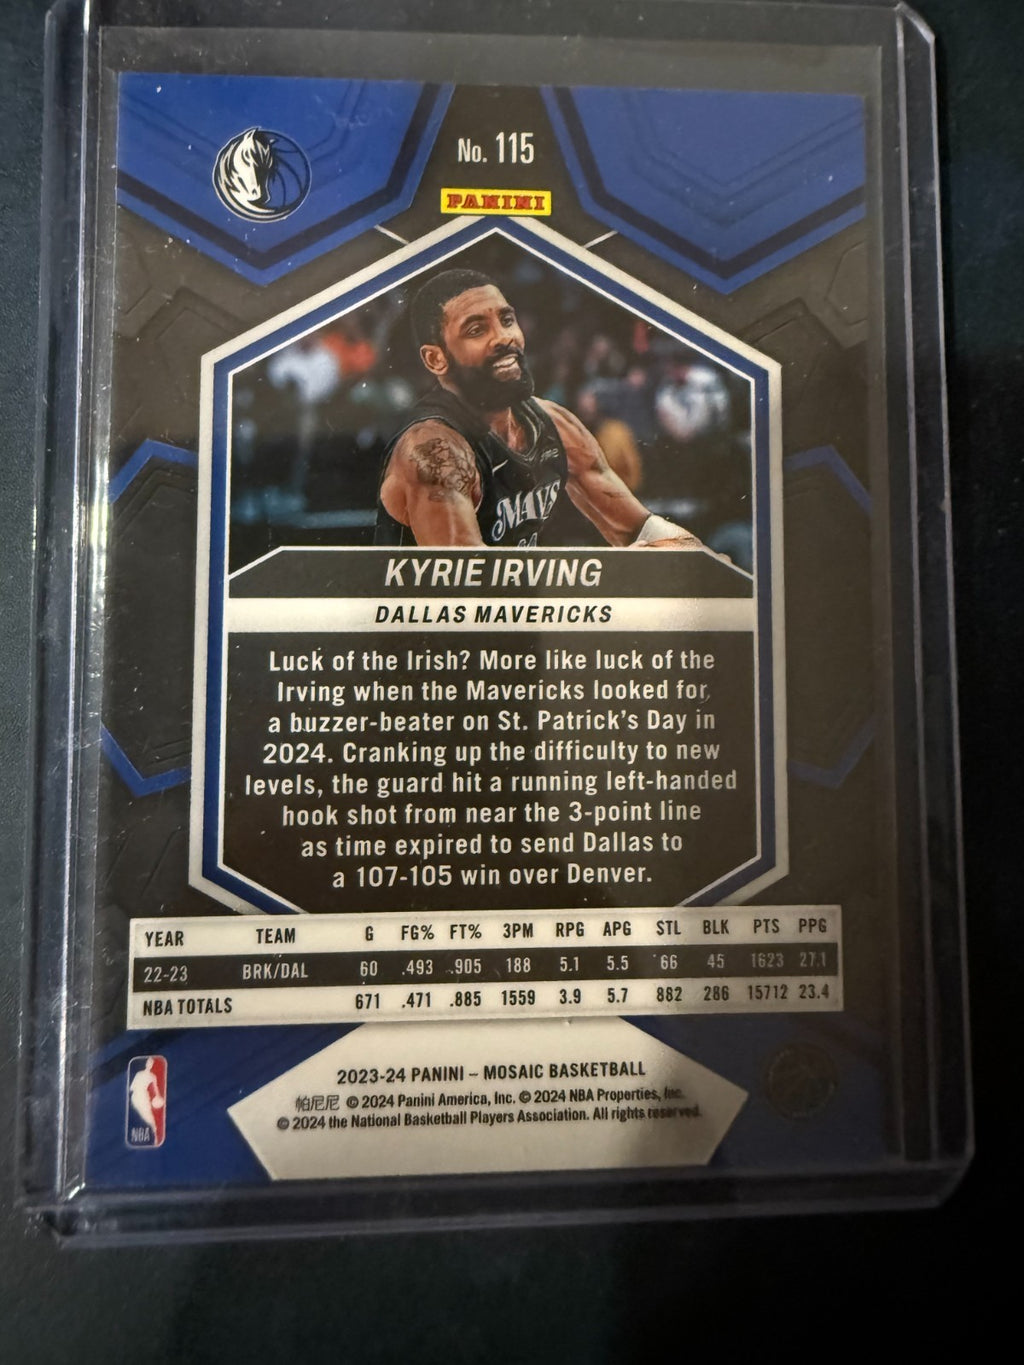 No. 115
PANINI
MAVS
KYRIE IRVING
DALLAS MAVERICKS
Luck of the Irish? More like luck of the
Irving when the Mavericks looked for
a buzzer-beater on St. Patrick's Day in
2024. Cranking up the difficulty to new
levels, the guard hit a running left-handed
hook shot from near the 3-point line
as time expired to send Dallas to
a 107-105 win over Denver.
YEAR TEAM G FG% FT% 3PM RPG APG STL BLK PTS PPG
22-23 BRK/DAL 60 .493 .905 188 5.1 5.5 66 45 1623 27.1
NBA TOTALS 671 .471 .885 1559 3.9 5.7 882 286 15712 23.4
2023-24 PANINI – MOSAIC BASKETBALL
帕尼尼 © 2024 Panini America, Inc. © 2024 NBA Properties, Inc.
© 2024 the National Basketball Players Association. All rights reserved.
NBA